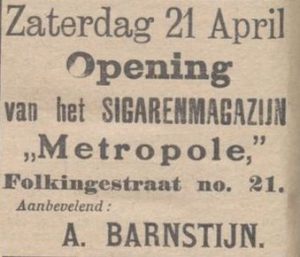 Zaterdag 21 April
Opening
van het SIGARENMAGAZIJN
„Metropole,”
Folkingestraat no. 21.
Aanbevelend:
A. BARNSTIJN.